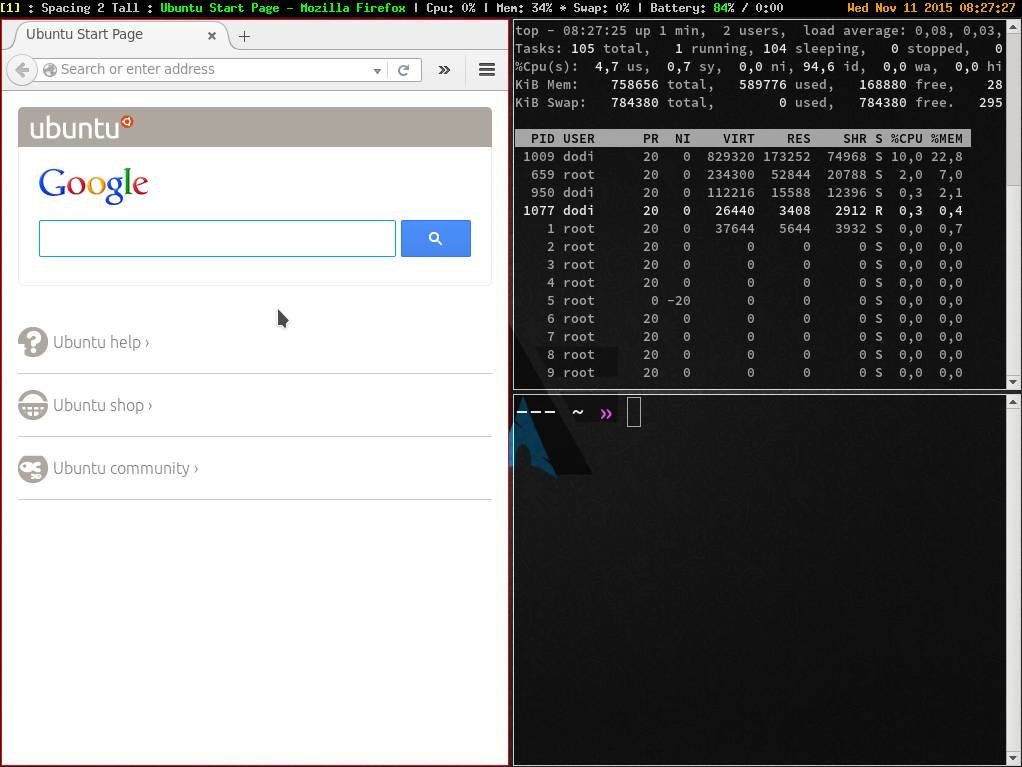 [1] : Spacing 2 Tall : Ubuntu Start Page - Mozilla Firefox | Cpu: 0% | Mem: 34% * Swap: 0% | Battery: 84% / 0:00 Wed Nov 11 2015 08:27:27
Ubuntu Start Page × +
Search or enter address »
ubuntu
Google
Ubuntu help ›
Ubuntu shop ›
Ubuntu community ›
top - 08:27:25 up 1 min, 2 users, load average: 0,08, 0,03,
Tasks: 105 total, 1 running, 104 sleeping, 0 stopped, 0
%Cpu(s): 4,7 us, 0,7 sy, 0,0 ni, 94,6 id, 0,0 wa, 0,0 hi
KiB Mem: 758656 total, 589776 used, 168880 free, 28
KiB Swap: 784380 total, 0 used, 784380 free. 295
PID USER PR NI VIRT RES SHR S %CPU %MEM
1009 dodi 20 0 829320 173252 74968 S 10,0 22,8
659 root 20 0 234300 52844 20788 S 2,0 7,0
950 dodi 20 0 112216 15588 12396 S 0,3 2,1
1077 dodi 20 0 26440 3408 2912 R 0,3 0,4
1 root 20 0 37644 5644 3932 S 0,0 0,7
2 root 20 0 0 0 0 S 0,0 0,0
3 root 20 0 0 0 0 S 0,0 0,0
4 root 20 0 0 0 0 S 0,0 0,0
5 root 0 -20 0 0 0 S 0,0 0,0
6 root 20 0 0 0 0 S 0,0 0,0
7 root 20 0 0 0 0 S 0,0 0,0
8 root 20 0 0 0 0 S 0,0 0,0
9 root 20 0 0 0 0 S 0,0 0,0
--- ~ »